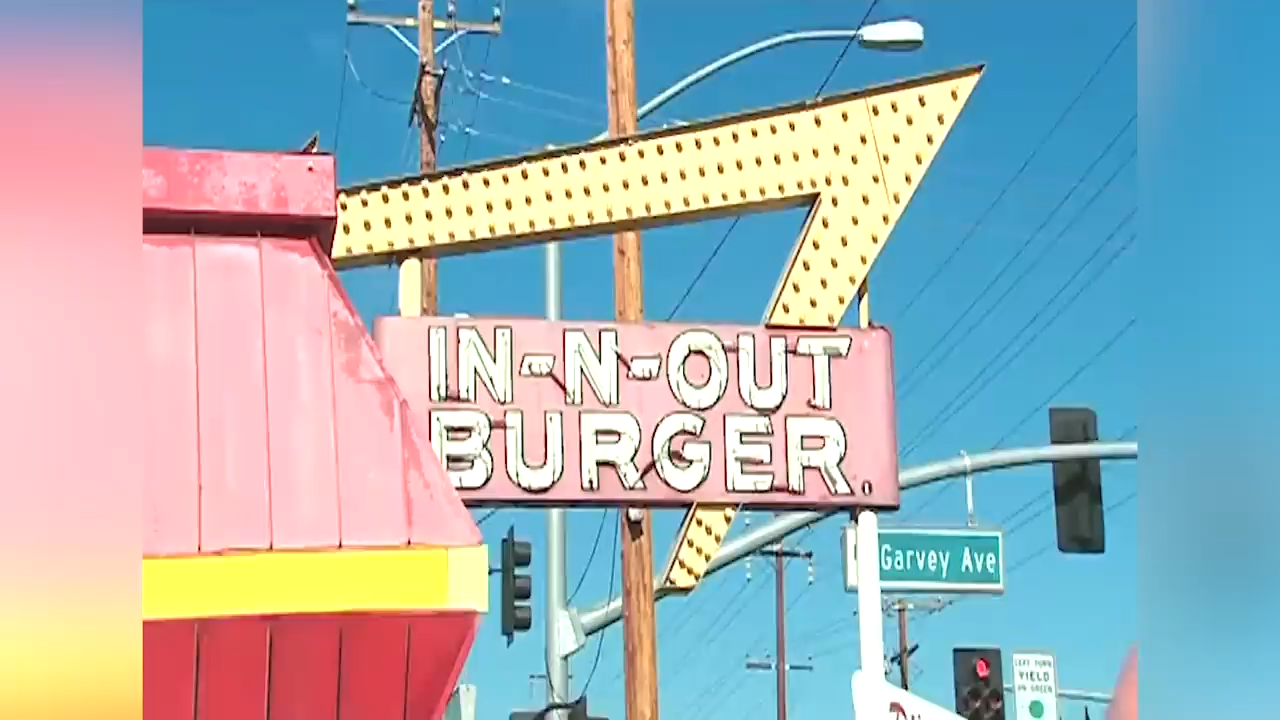 IN-N-OUT
BURGER
Garvey Ave
LEFT TURN
YIELD
ON GREEN